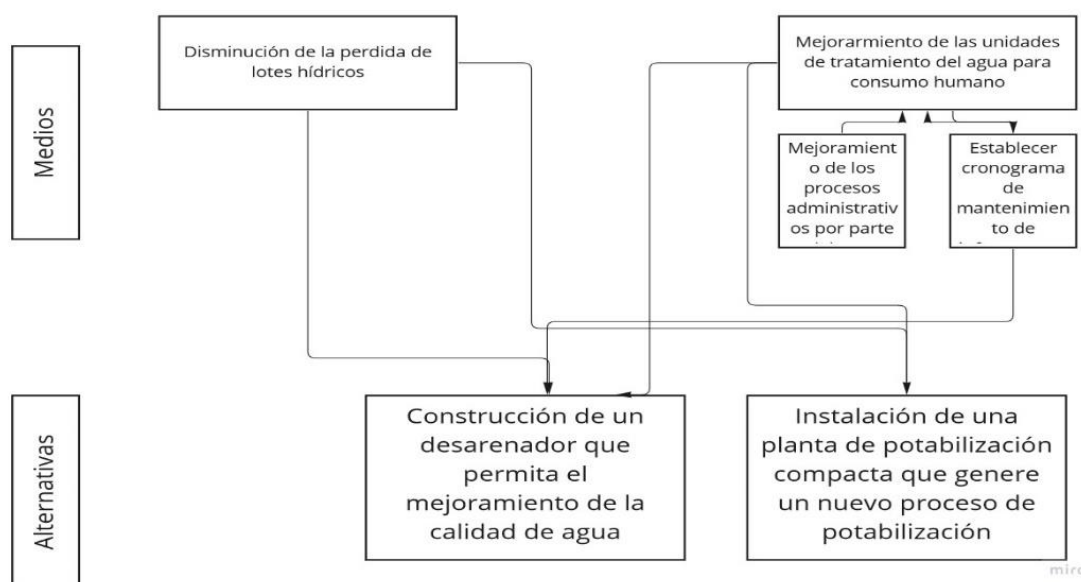 Medios
Disminución de la perdida de
lotes hídricos
Mejorarmiento de las unidades
de tratamiento del agua para
consumo humano
Mejoramient
o de los
procesos
administrativ
os por parte
Establecer
cronograma
de
mantenimien
to de
Alternativas
Construcción de un
desarenador que
permita el
mejoramiento de la
calidad de agua
Instalación de una
planta de potabilización
compacta que genere
un nuevo proceso de
potabilización